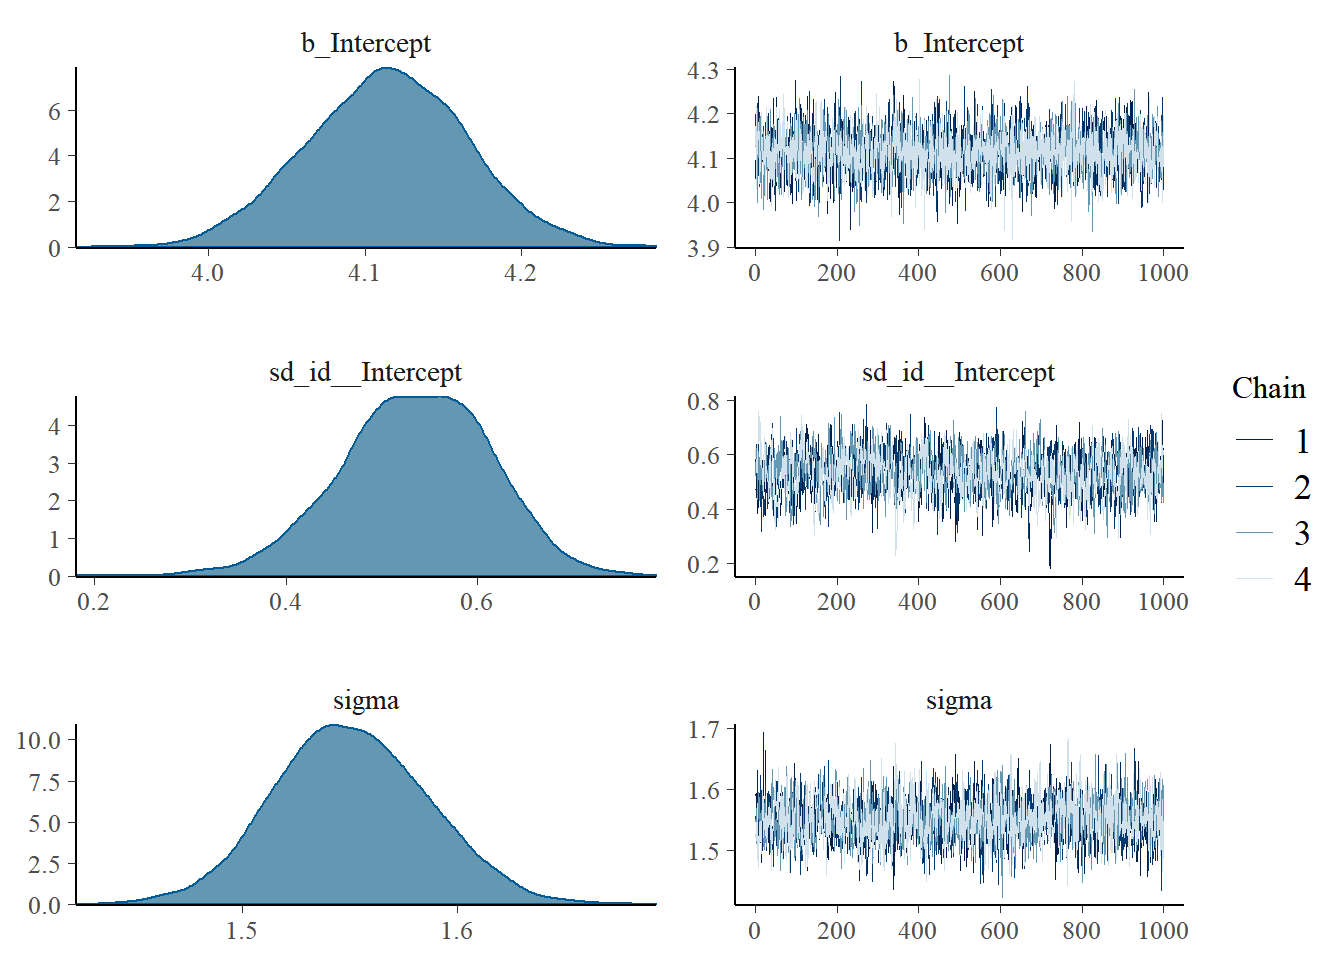 b_Intercept
b_Intercept
6
4
2
0
4.0 4.1 4.2
4.3
4.2
4.1
4.0
3.9
0 200 400 600 800 1000
sd_id__Intercept
sd_id__Intercept
4
3
2
1
0
0.2 0.4 0.6
0.8
0.6
0.4
0.2
0 200 400 600 800 1000
Chain
1
2
3
4
sigma
sigma
10.0
7.5
5.0
2.5
0.0
1.5 1.6
1.7
1.6
1.5
0 200 400 600 800 1000